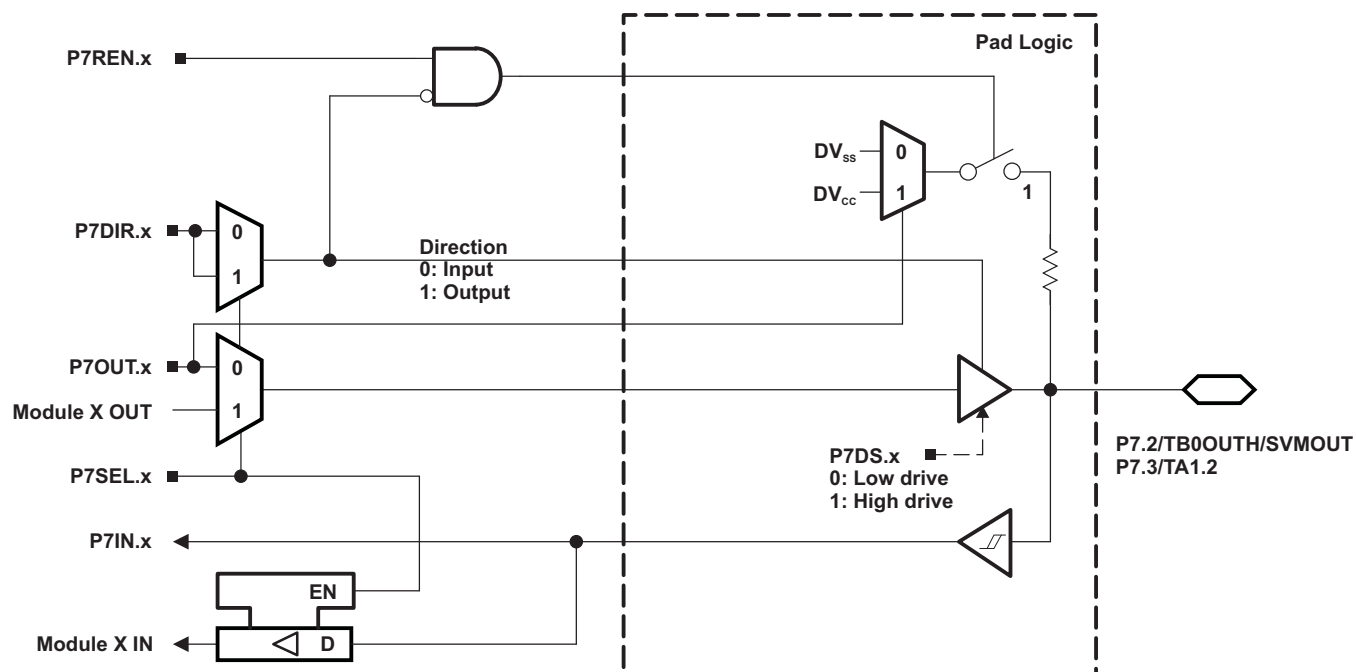 Pad Logic
P7REN.x
DVSS
0
DVCC
1
1
P7DIR.x
0
1
Direction
0: Input
1: Output
P7OUT.x
0
Module X OUT
1
P7DS.x
0: Low drive
1: High drive
P7.2/TB0OUTH/SVMOUT
P7.3/TA1.2
P7SEL.x
P7IN.x
EN
Module X IN
D